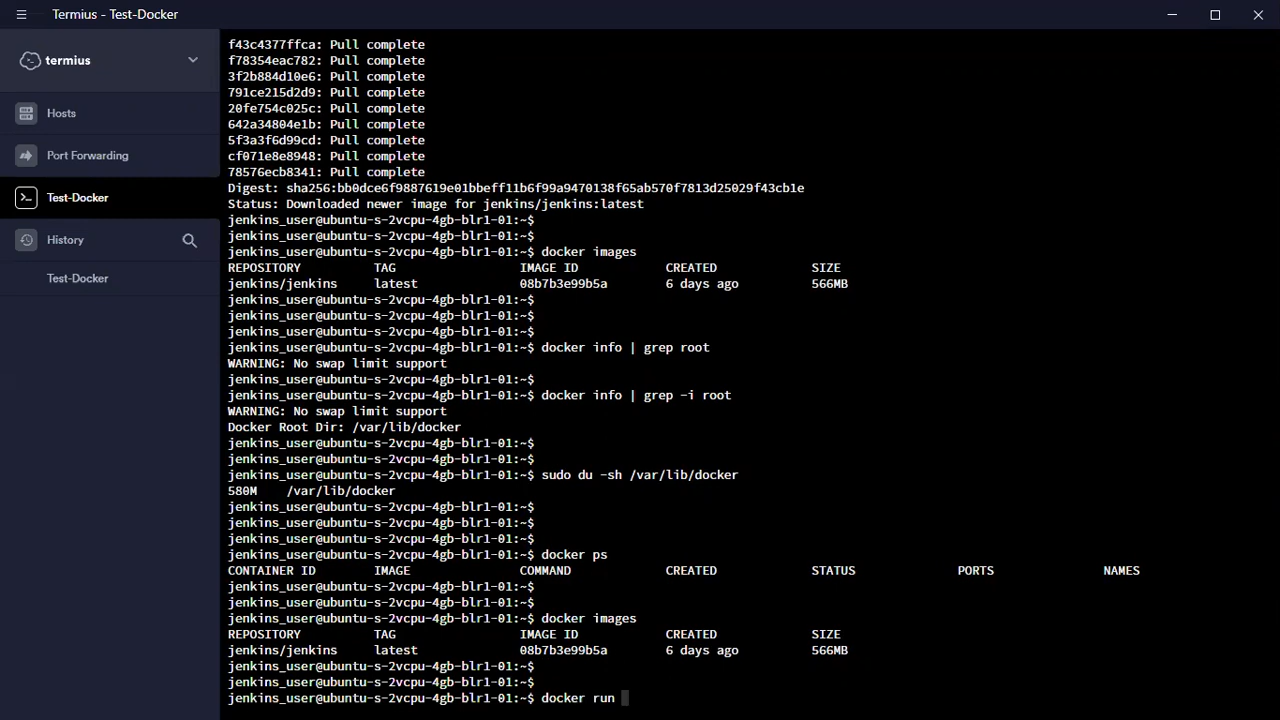 Termius - Test-Docker
termius
Hosts
Port Forwarding
Test-Docker
History
Test-Docker
f43c4377ffca: Pull complete
f78354eac782: Pull complete
3f2b884d10e6: Pull complete
791ce215d2d9: Pull complete
20fe754c025c: Pull complete
642a34804e1b: Pull complete
5f3a3f6d99cd: Pull complete
cf071e8e8948: Pull complete
78576ecb8341: Pull complete
Digest: sha256:bb0dce6f9887619e01bbeff11b6f99a9470138f65ab570f7813d25029f43cb1e
Status: Downloaded newer image for jenkins/jenkins:latest
jenkins_user@ubuntu-s-2vcpu-4gb-blr1-01:~$
jenkins_user@ubuntu-s-2vcpu-4gb-blr1-01:~$
jenkins_user@ubuntu-s-2vcpu-4gb-blr1-01:~$ docker images
REPOSITORY TAG IMAGE ID CREATED SIZE
jenkins/jenkins latest 08b7b3e99b5a 6 days ago 566MB
jenkins_user@ubuntu-s-2vcpu-4gb-blr1-01:~$
jenkins_user@ubuntu-s-2vcpu-4gb-blr1-01:~$
jenkins_user@ubuntu-s-2vcpu-4gb-blr1-01:~$
jenkins_user@ubuntu-s-2vcpu-4gb-blr1-01:~$ docker info | grep root
WARNING: No swap limit support
jenkins_user@ubuntu-s-2vcpu-4gb-blr1-01:~$
jenkins_user@ubuntu-s-2vcpu-4gb-blr1-01:~$ docker info | grep -i root
WARNING: No swap limit support
Docker Root Dir: /var/lib/docker
jenkins_user@ubuntu-s-2vcpu-4gb-blr1-01:~$
jenkins_user@ubuntu-s-2vcpu-4gb-blr1-01:~$
jenkins_user@ubuntu-s-2vcpu-4gb-blr1-01:~$ sudo du -sh /var/lib/docker
580M /var/lib/docker
jenkins_user@ubuntu-s-2vcpu-4gb-blr1-01:~$
jenkins_user@ubuntu-s-2vcpu-4gb-blr1-01:~$
jenkins_user@ubuntu-s-2vcpu-4gb-blr1-01:~$
jenkins_user@ubuntu-s-2vcpu-4gb-blr1-01:~$ docker ps
CONTAINER ID IMAGE COMMAND CREATED STATUS PORTS NAMES
jenkins_user@ubuntu-s-2vcpu-4gb-blr1-01:~$
jenkins_user@ubuntu-s-2vcpu-4gb-blr1-01:~$
jenkins_user@ubuntu-s-2vcpu-4gb-blr1-01:~$ docker images
REPOSITORY TAG IMAGE ID CREATED SIZE
jenkins/jenkins latest 08b7b3e99b5a 6 days ago 566MB
jenkins_user@ubuntu-s-2vcpu-4gb-blr1-01:~$
jenkins_user@ubuntu-s-2vcpu-4gb-blr1-01:~$
jenkins_user@ubuntu-s-2vcpu-4gb-blr1-01:~$ docker run